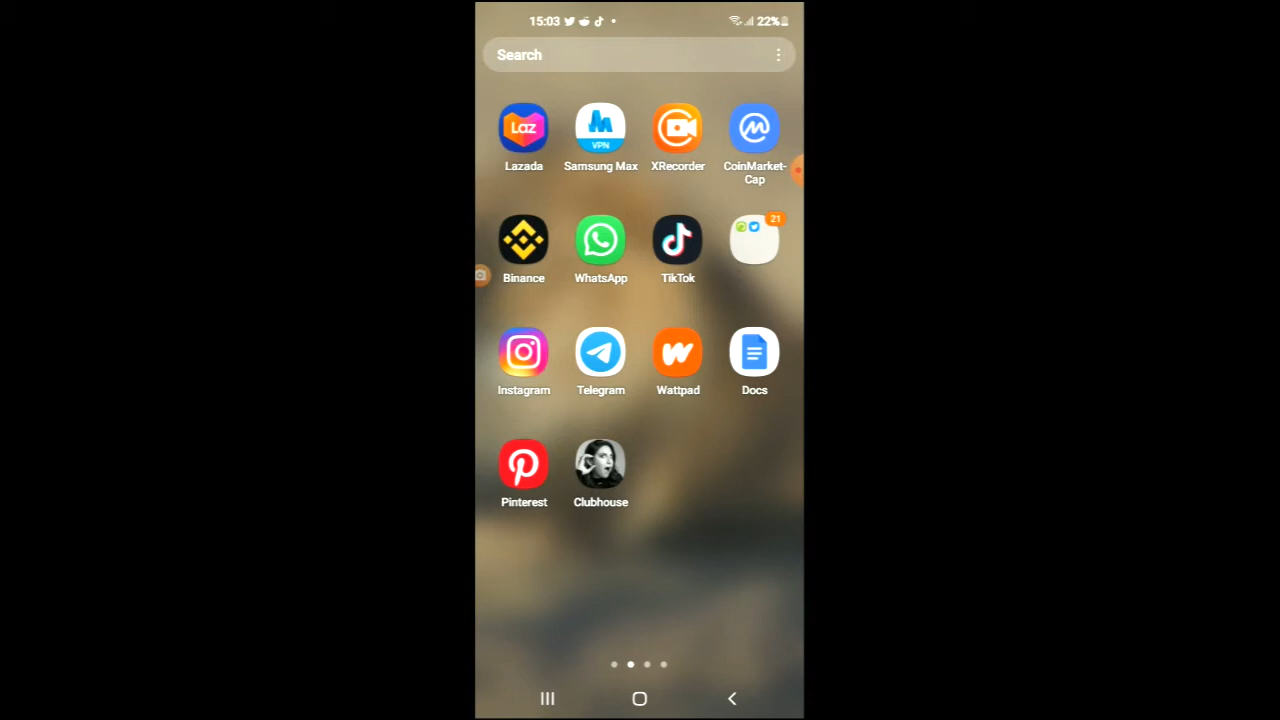 15:03 22%
Search
Laz
VPN
Lazada Samsung Max XRecorder CoinMarket-
Cap
21
Binance WhatsApp TikTok
Instagram Telegram Wattpad Docs
Pinterest Clubhouse